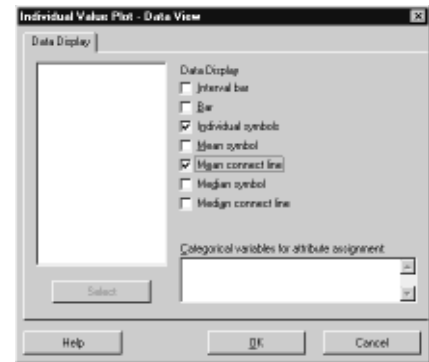 Individual Value Plot - Data View
Data Display
Data Display
Interval bar
Bar
Individual symbols
Mean symbol
Mean connect line
Median symbol
Median connect line
Categorical variables for attribute assignment
Select
Help
OK
Cancel